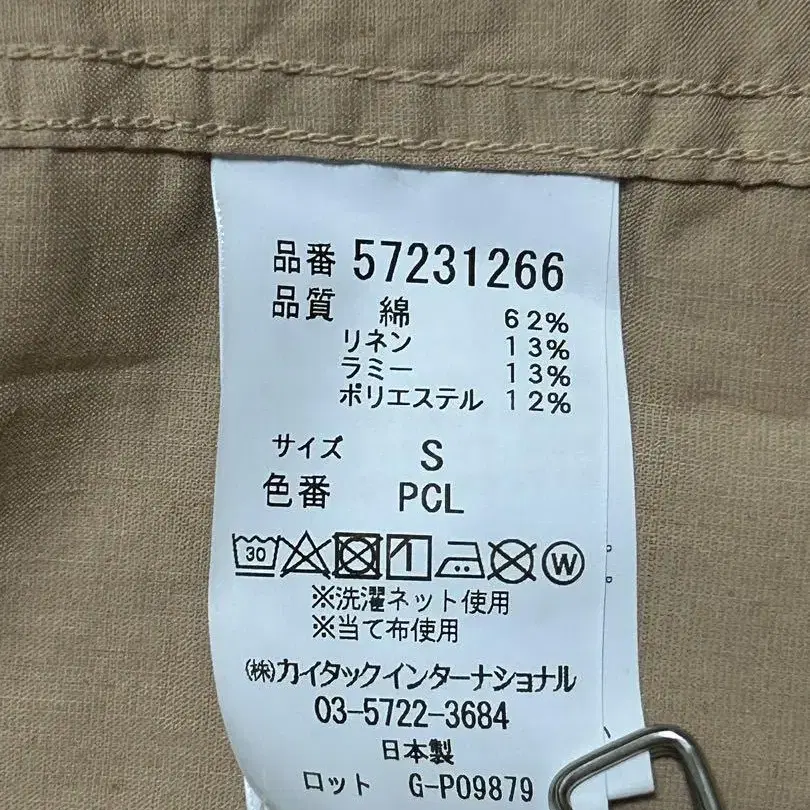 品番 57231266
品質 綿 62%
リネン 13%
ラミー 13%
ポリエステル 12%
サイズ S
色番 PCL
30 W
※洗濯ネット使用
※当て布使用
(株)カイタックインターナショナル
03-5722-3684
日本製
ロット G-P09879